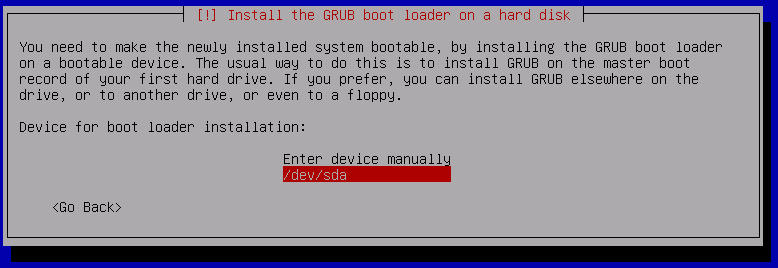 [!] Install the GRUB boot loader on a hard disk
You need to make the newly installed system bootable, by installing the GRUB boot loader
on a bootable device. The usual way to do this is to install GRUB on the master boot
record of your first hard drive. If you prefer, you can install GRUB elsewhere on the
drive, or to another drive, or even to a floppy.
Device for boot loader installation:
Enter device manually
/dev/sda
<Go Back>